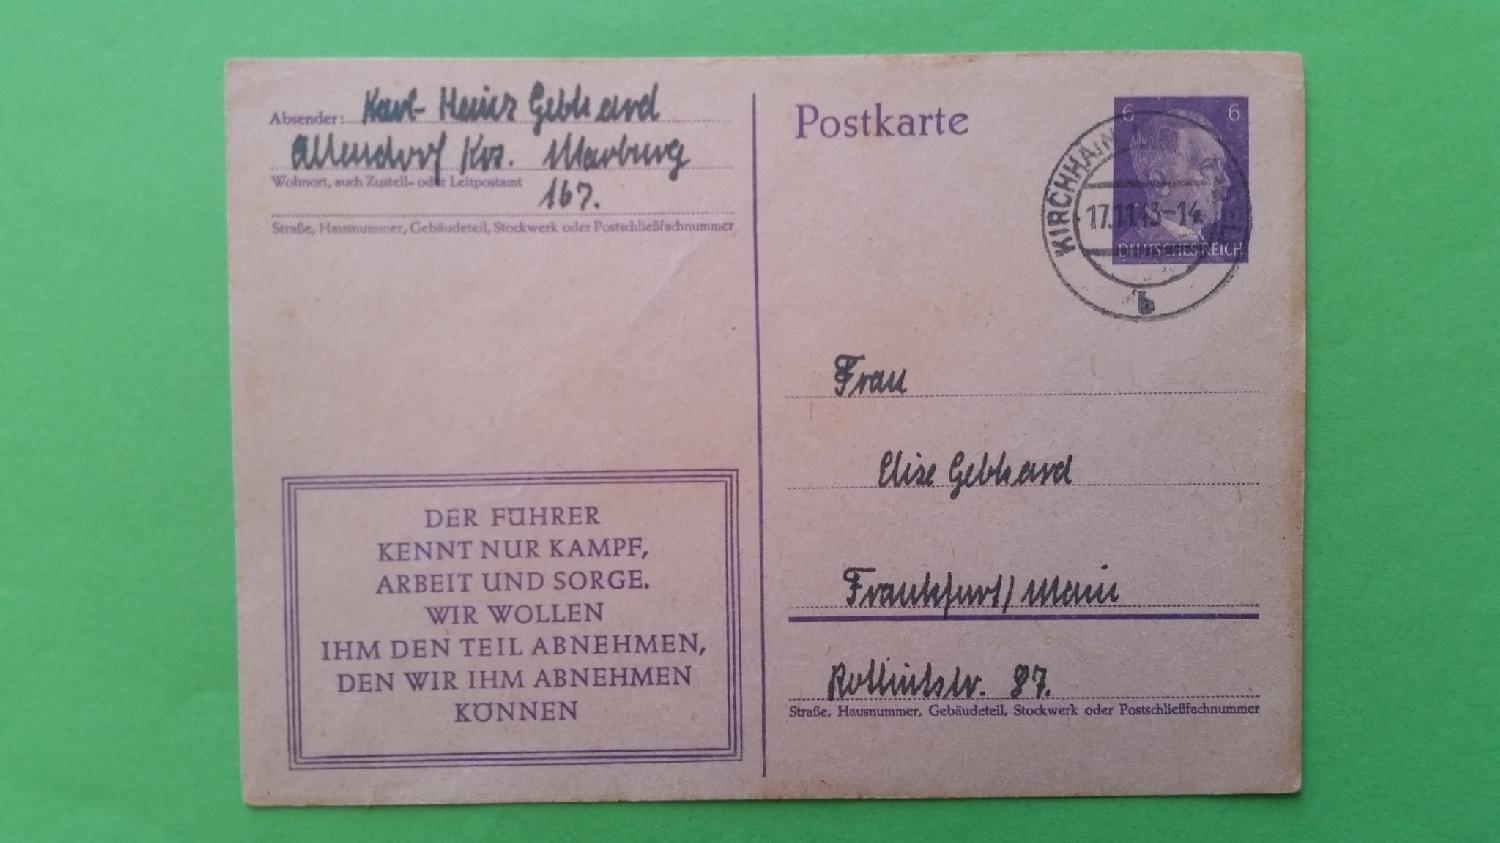 Absender: Karl-Heinz Gebhard
Allendorf Krs. Marburg
Wohnort, auch Zustell- oder Leitpostamt
167.
Straße, Hausnummer, Gebäudeteil, Stockwerk oder Postschließfachnummer
DER FÜHRER
KENNT NUR KAMPF,
ARBEIT UND SORGE.
WIR WOLLEN
IHM DEN TEIL ABNEHMEN,
DEN WIR IHM ABNEHMEN
KÖNNEN
Postkarte
6 6
DEUTSCHES REICH
KIRCHHAIN
17.11.43-14
b
Frau
Elise Gebhard
Frankfurt/Main
87.
Straße, Hausnummer, Gebäudeteil, Stockwerk oder Postschließfachnummer